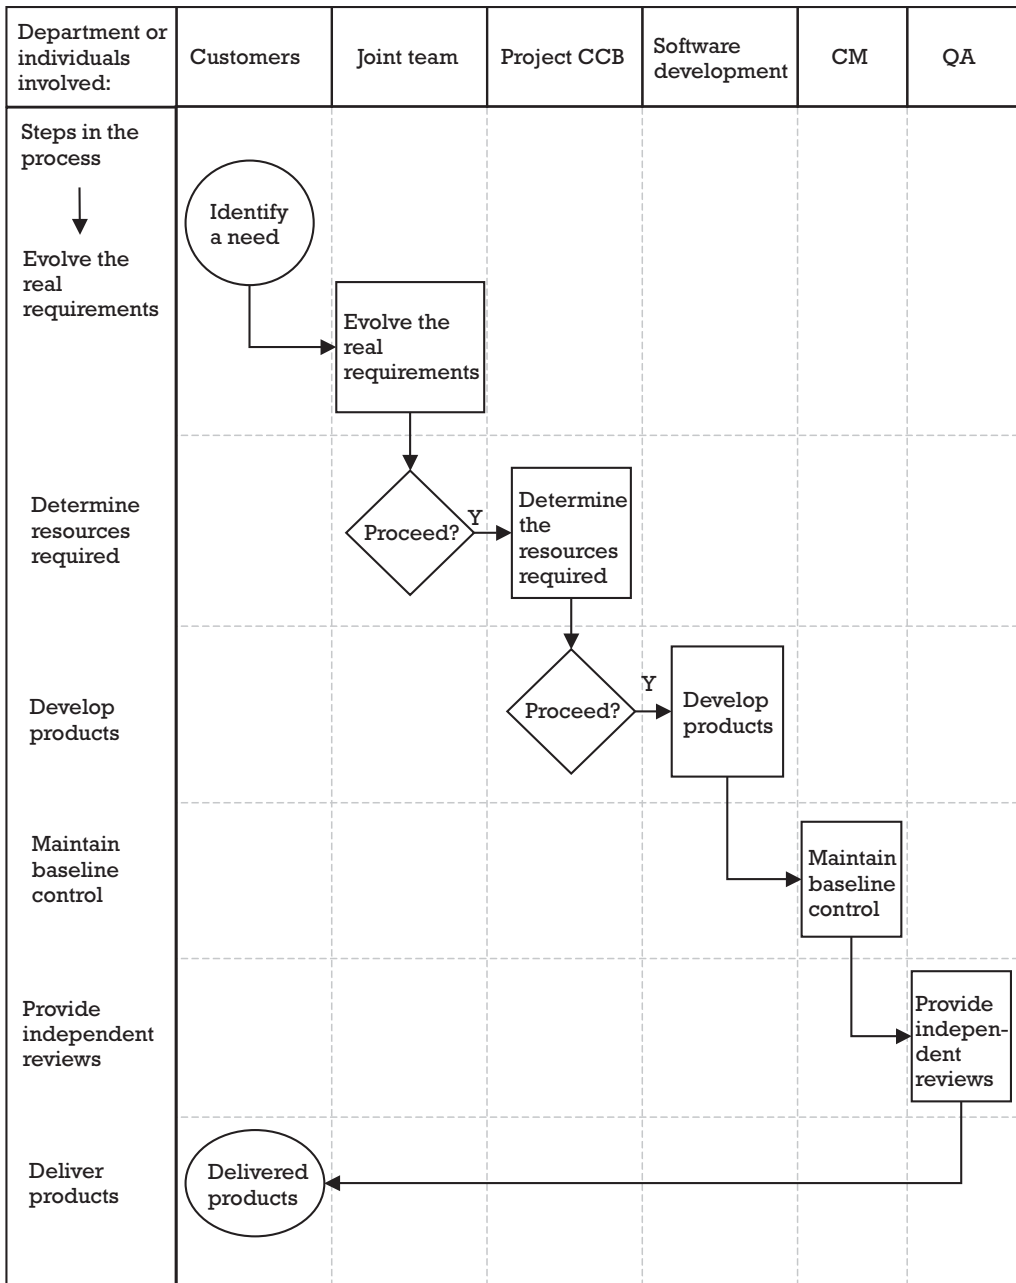 Department or
individuals
involved:
Customers
Joint team
Project CCB
Software
development
CM
QA
Steps in the
process
Identify
a need
Evolve the
real
requirements
Evolve the
real
requirements
Determine
resources
required
Proceed?
Y
Determine
the
resources
required
Develop
products
Proceed?
Y
Develop
products
Maintain
baseline
control
Maintain
baseline
control
Provide
independent
reviews
Provide
indepen-
dent
reviews
Deliver
products
Delivered
products